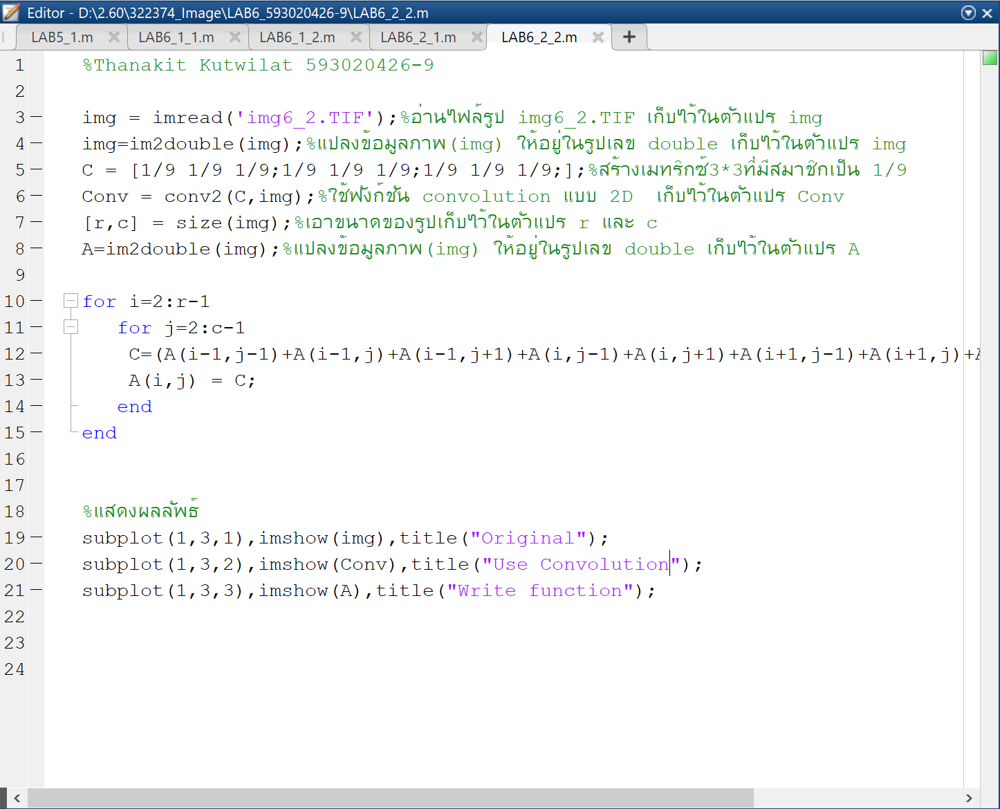 Editor - D:\2.60\322374_Image\LAB6_593020426-9\LAB6_2_2.m
LAB5_1.m LAB6_1_1.m LAB6_1_2.m LAB6_2_1.m LAB6_2_2.m
1 %Thanakit Kutwilat 593020426-9
2
3 img = imread('img6_2.TIF');%อ่านไฟล์รูป img6_2.TIF เก็บไว้ในตัวแปร img
4 img=im2double(img);%แปลงข้อมูลภาพ(img) ให้อยู่ในรูปเลข double เก็บไว้ในตัวแปร img
5 C = [1/9 1/9 1/9;1/9 1/9 1/9;1/9 1/9 1/9;];%สร้างเมทริกซ์3*3ที่มีสมาชิกเป็น 1/9
6 Conv = conv2(C,img);%ใช้ฟังก์ชัน convolution แบบ 2D  เก็บไว้ในตัวแปร Conv
7 [r,c] = size(img);%เอาขนาดของรูปเก็บไว้ในตัวแปร r และ c
8 A=im2double(img);%แปลงข้อมูลภาพ(img) ให้อยู่ในรูปเลข double เก็บไว้ในตัวแปร A
9
10 for i=2:r-1
11 for j=2:c-1
12 C=(A(i-1,j-1)+A(i-1,j)+A(i-1,j+1)+A(i,j-1)+A(i,j+1)+A(i+1,j-1)+A(i+1,j)+A
13 A(i,j) = C;
14 end
15 end
16
17
18 %แสดงผลลัพธ์
19 subplot(1,3,1),imshow(img),title("Original");
20 subplot(1,3,2),imshow(Conv),title("Use Convolution");
21 subplot(1,3,3),imshow(A),title("Write function");
22
23
24